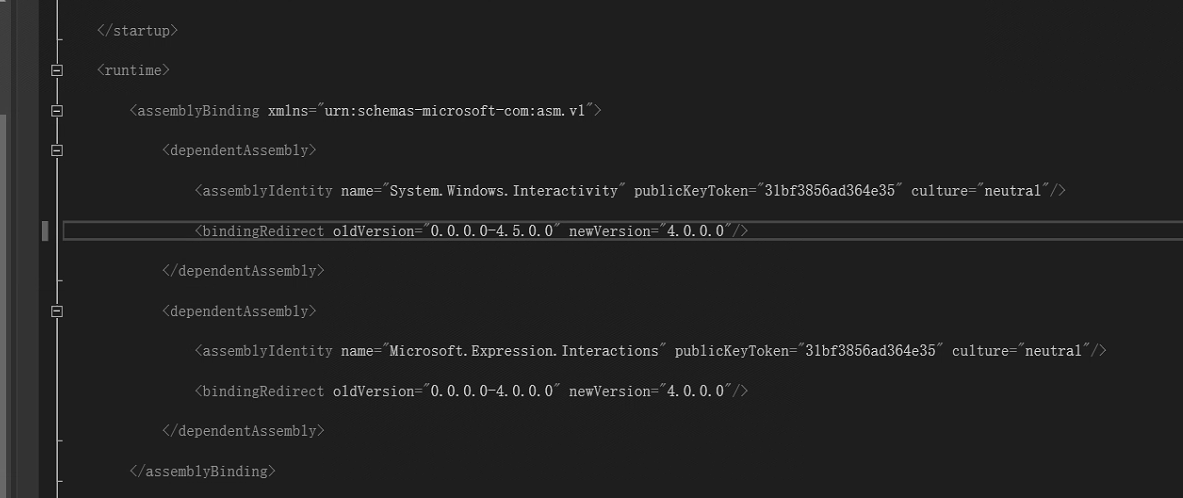 </startup>
<runtime>
<assemblyBinding xmlns="urn:schemas-microsoft-com:asm.v1">
<dependentAssembly>
<assemblyIdentity name="System.Windows.Interactivity" publicKeyToken="31bf3856ad364e35" culture="neutral"/>
<bindingRedirect oldVersion="0.0.0.0-4.5.0.0" newVersion="4.0.0.0"/>
</dependentAssembly>
<dependentAssembly>
<assemblyIdentity name="Microsoft.Expression.Interactions" publicKeyToken="31bf3856ad364e35" culture="neutral"/>
<bindingRedirect oldVersion="0.0.0.0-4.0.0.0" newVersion="4.0.0.0"/>
</dependentAssembly>
</assemblyBinding>